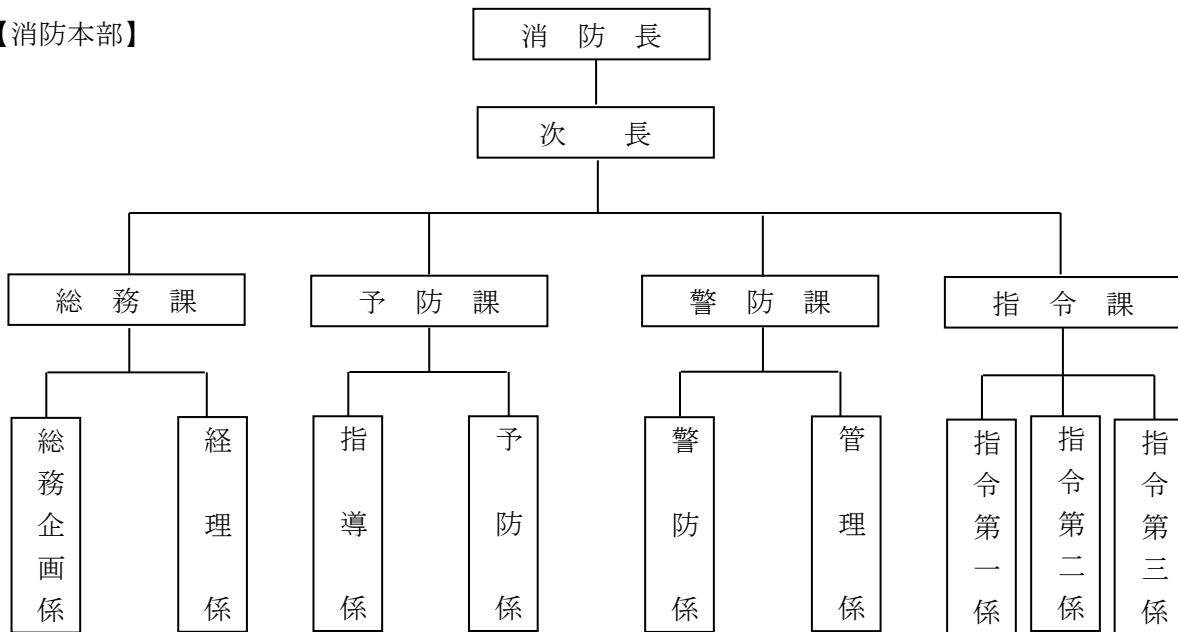 【消防本部】
消防長
次長
総務課
予防課
警防課
指令課
総務企画係
経理係
指導係
予防係
警防係
管理係
指令第一係
指令第二係
指令第三係